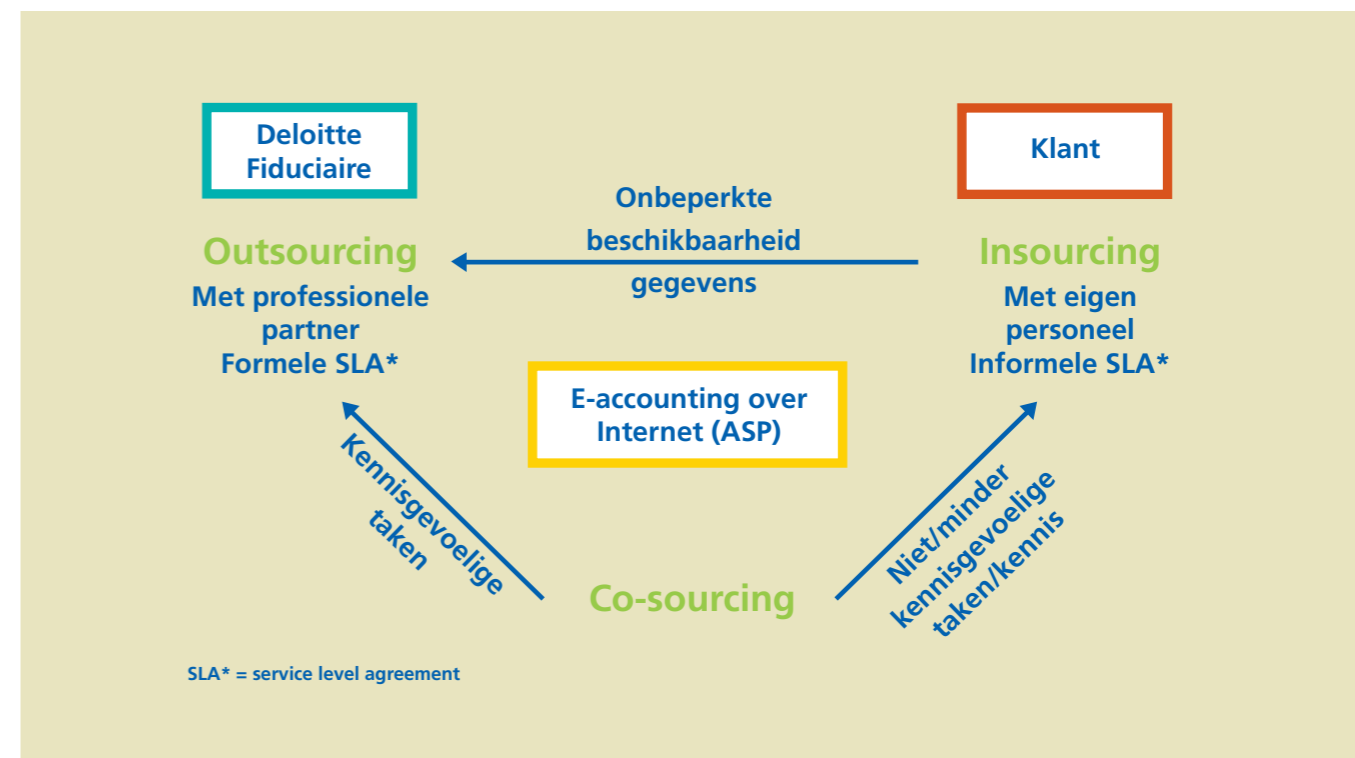 Deloitte
Fiduciaire
Klant
Onbeperkte
beschikbaarheid
gegevens
Outsourcing
Met professionele
partner
Formele SLA*
Insourcing
Met eigen
personeel
Informele SLA*
E-accounting over
Internet (ASP)
Kennisgevoelige
taken
Niet/minder
kennisgevoelige
taken/kennis
Co-sourcing
SLA* = service level agreement